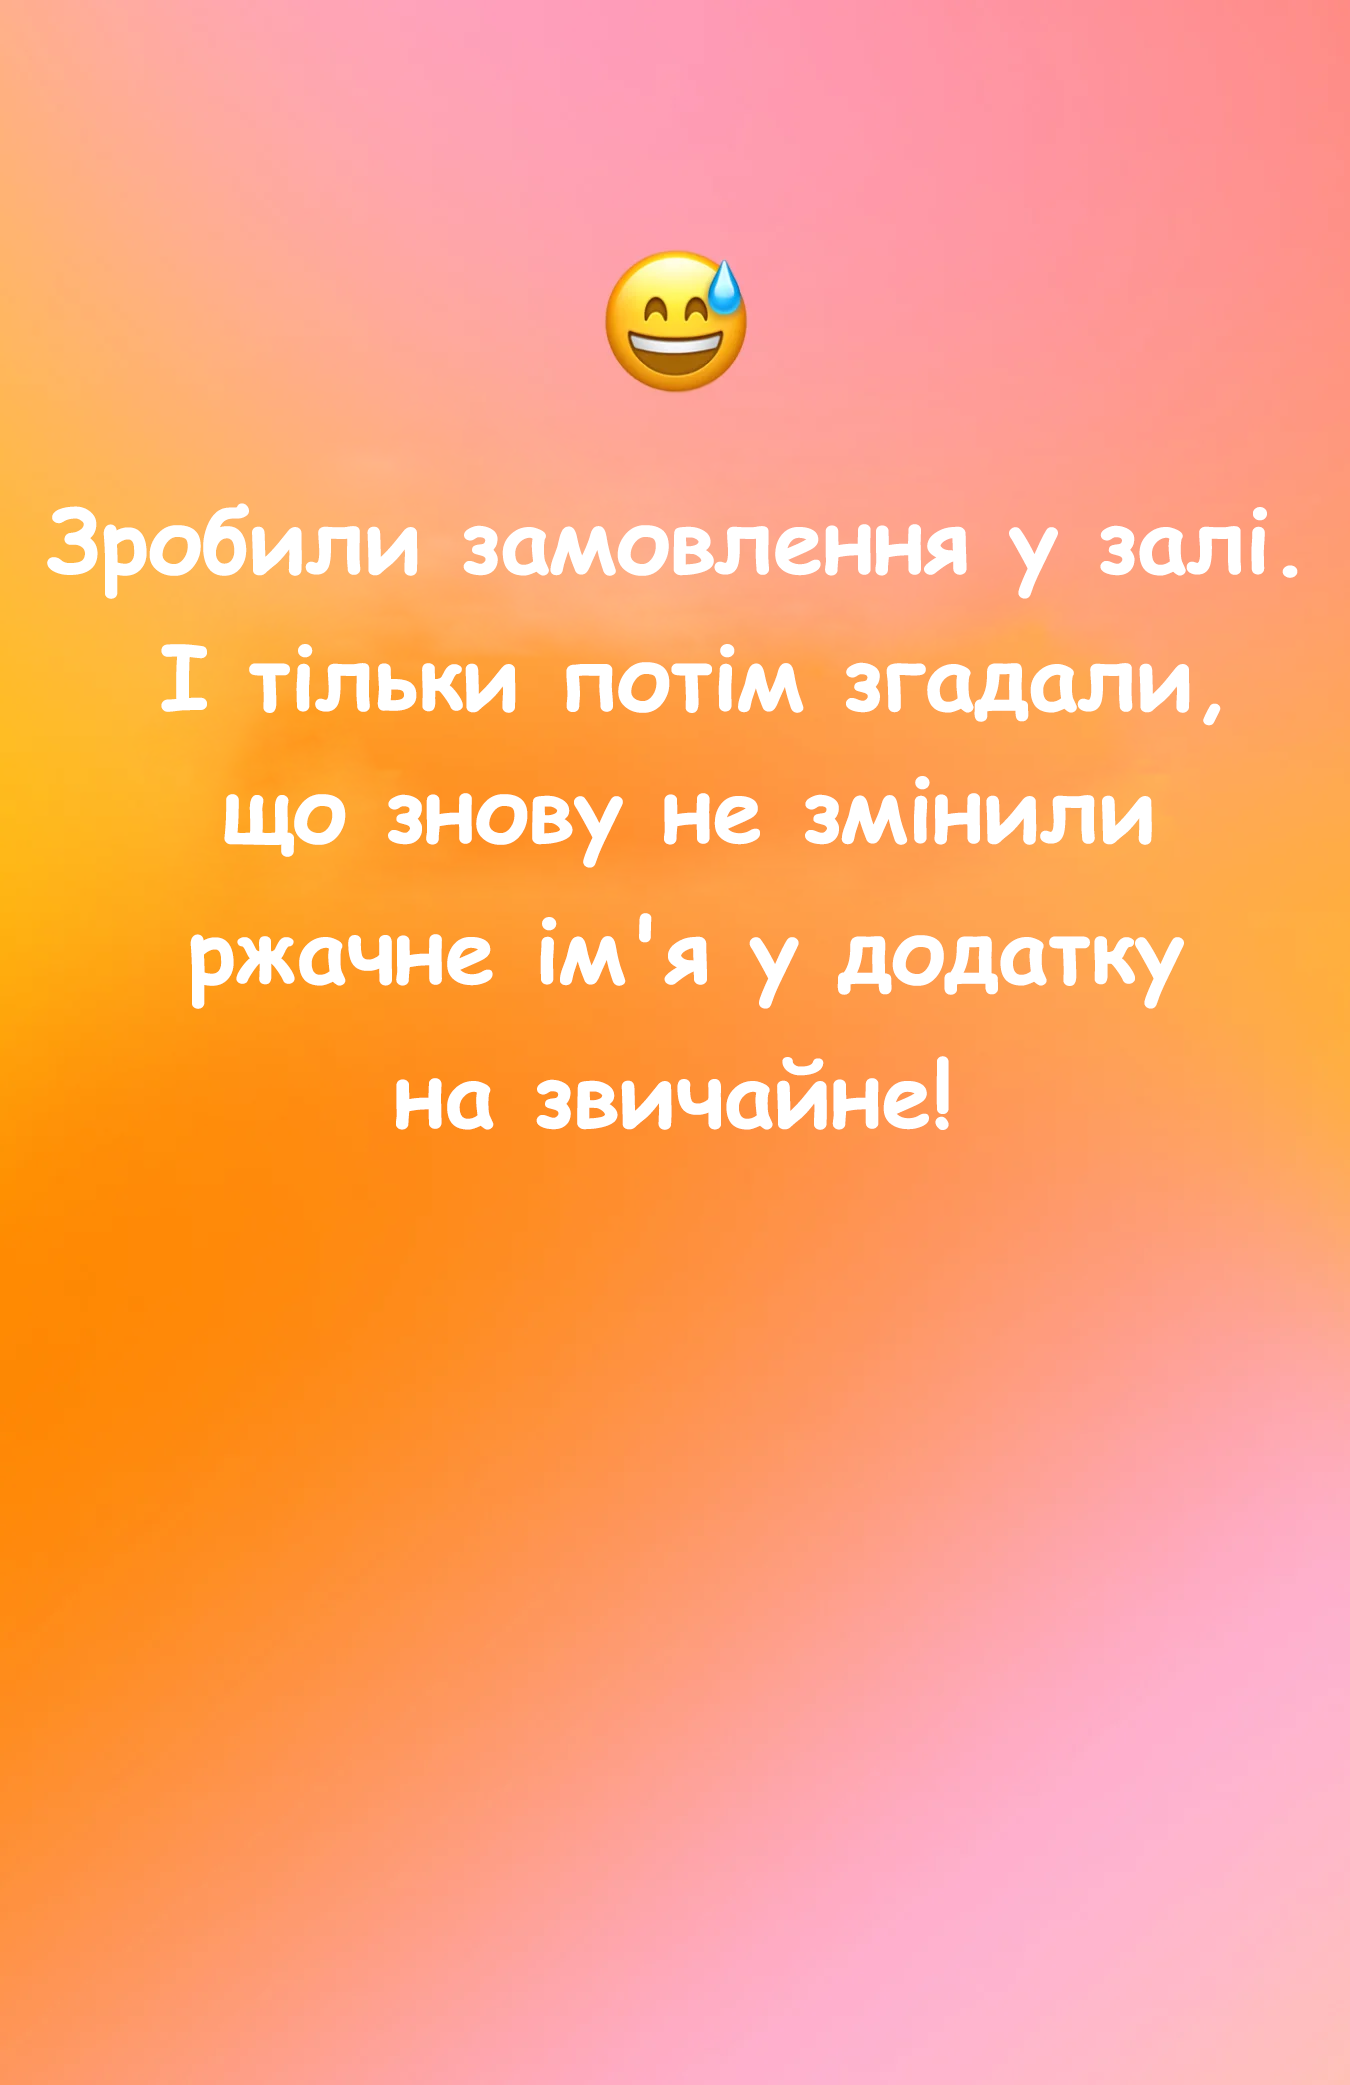 Зробили замовлення у залі.
І тільки потім згадали,
що знову не змінили
ржачне ім'я у додатку
на звичайне!